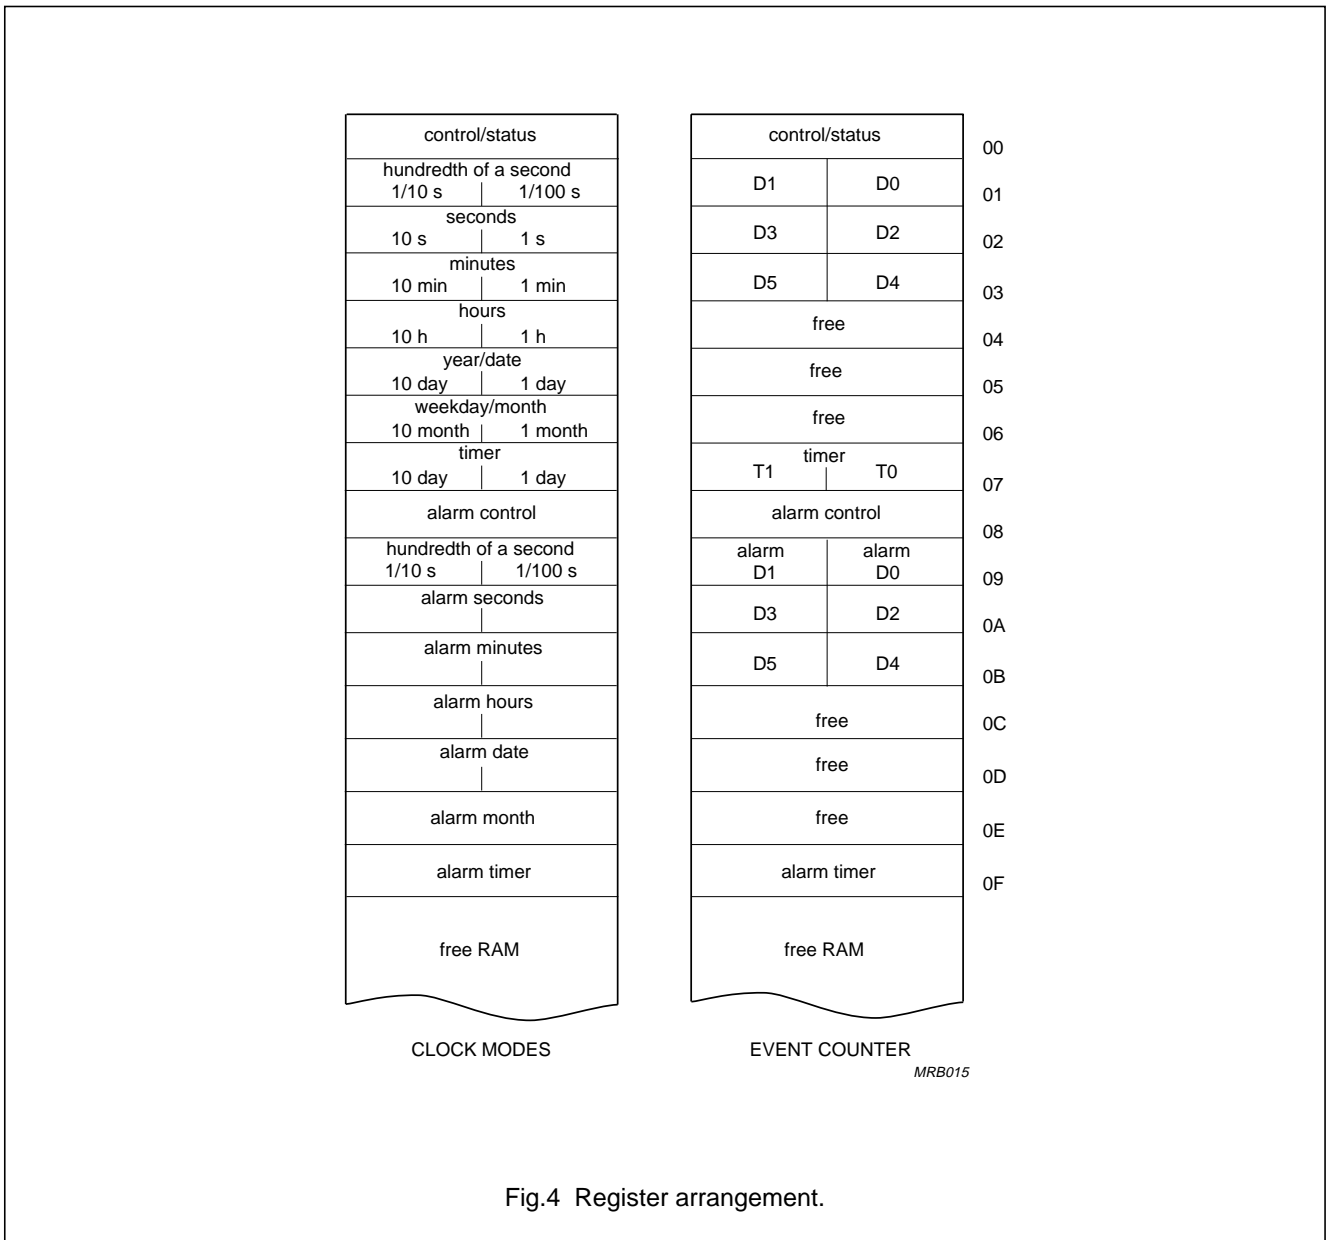 control/status control/status 00
hundredth of a second
1/10 s 1/100 s D1 D0 01
seconds
10 s 1 s D3 D2 02
minutes
10 min 1 min D5 D4 03
hours
10 h 1 h free 04
year/date
10 day 1 day free 05
weekday/month
10 month 1 month free 06
timer timer
10 day 1 day T1 T0 07
alarm control alarm control 08
hundredth of a second alarm alarm
1/10 s 1/100 s D1 D0 09
alarm seconds D3 D2 0A
alarm minutes D5 D4 0B
alarm hours free 0C
alarm date free 0D
alarm month free 0E
alarm timer alarm timer 0F
free RAM free RAM
CLOCK MODES EVENT COUNTER
MRB015
Fig.4 Register arrangement.